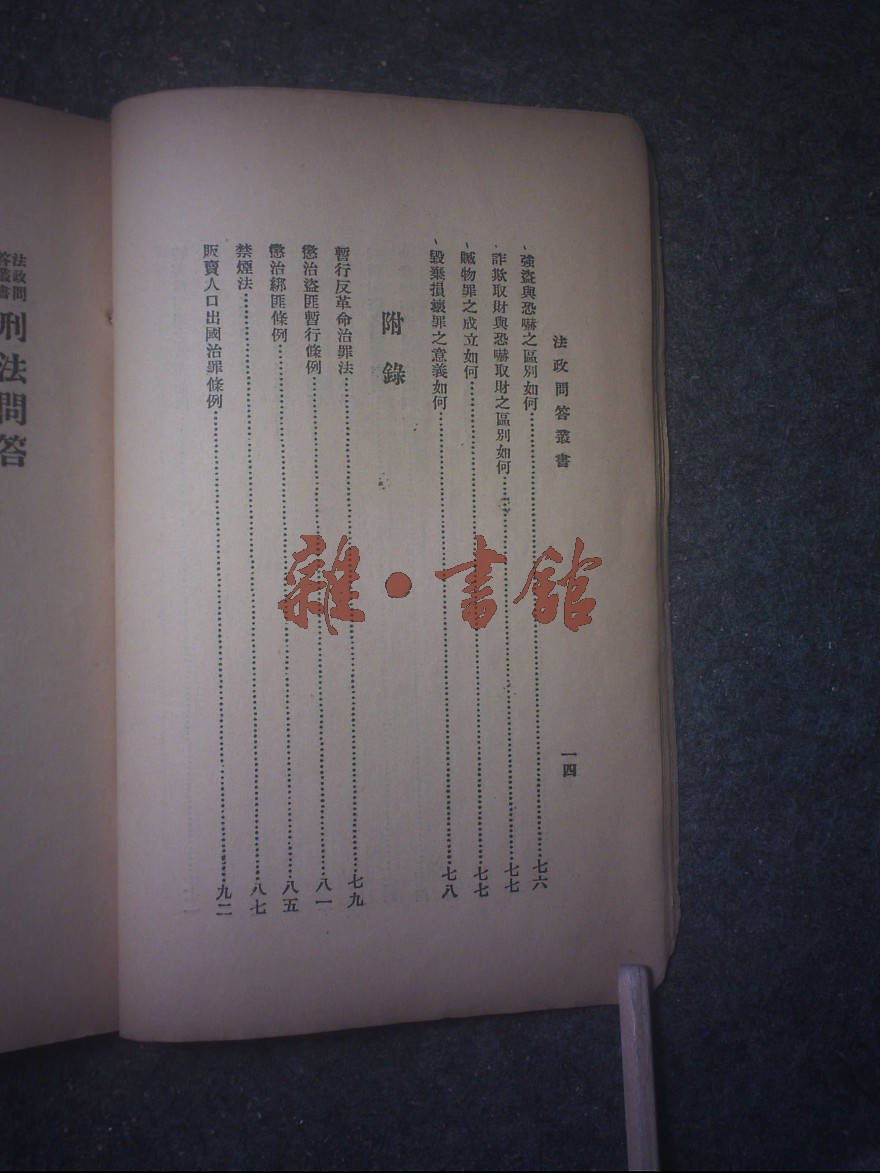 法政問答叢書
一四
強盜與恐嚇之區別如何⋯⋯七六
詐欺取財與恐嚇取財之區別如何⋯⋯七七
贓物罪之成立如何⋯⋯七七
毀棄損壞罪之意義如何⋯⋯七八
附錄
暫行反革命治罪法⋯⋯七九
懲治盜匪暫行條例⋯⋯八一
懲治綁匪條例⋯⋯八五
禁煙法⋯⋯八七
販賣人口出國治罪條例⋯⋯九二
法政問
答叢書
刑法問答
雜·書館